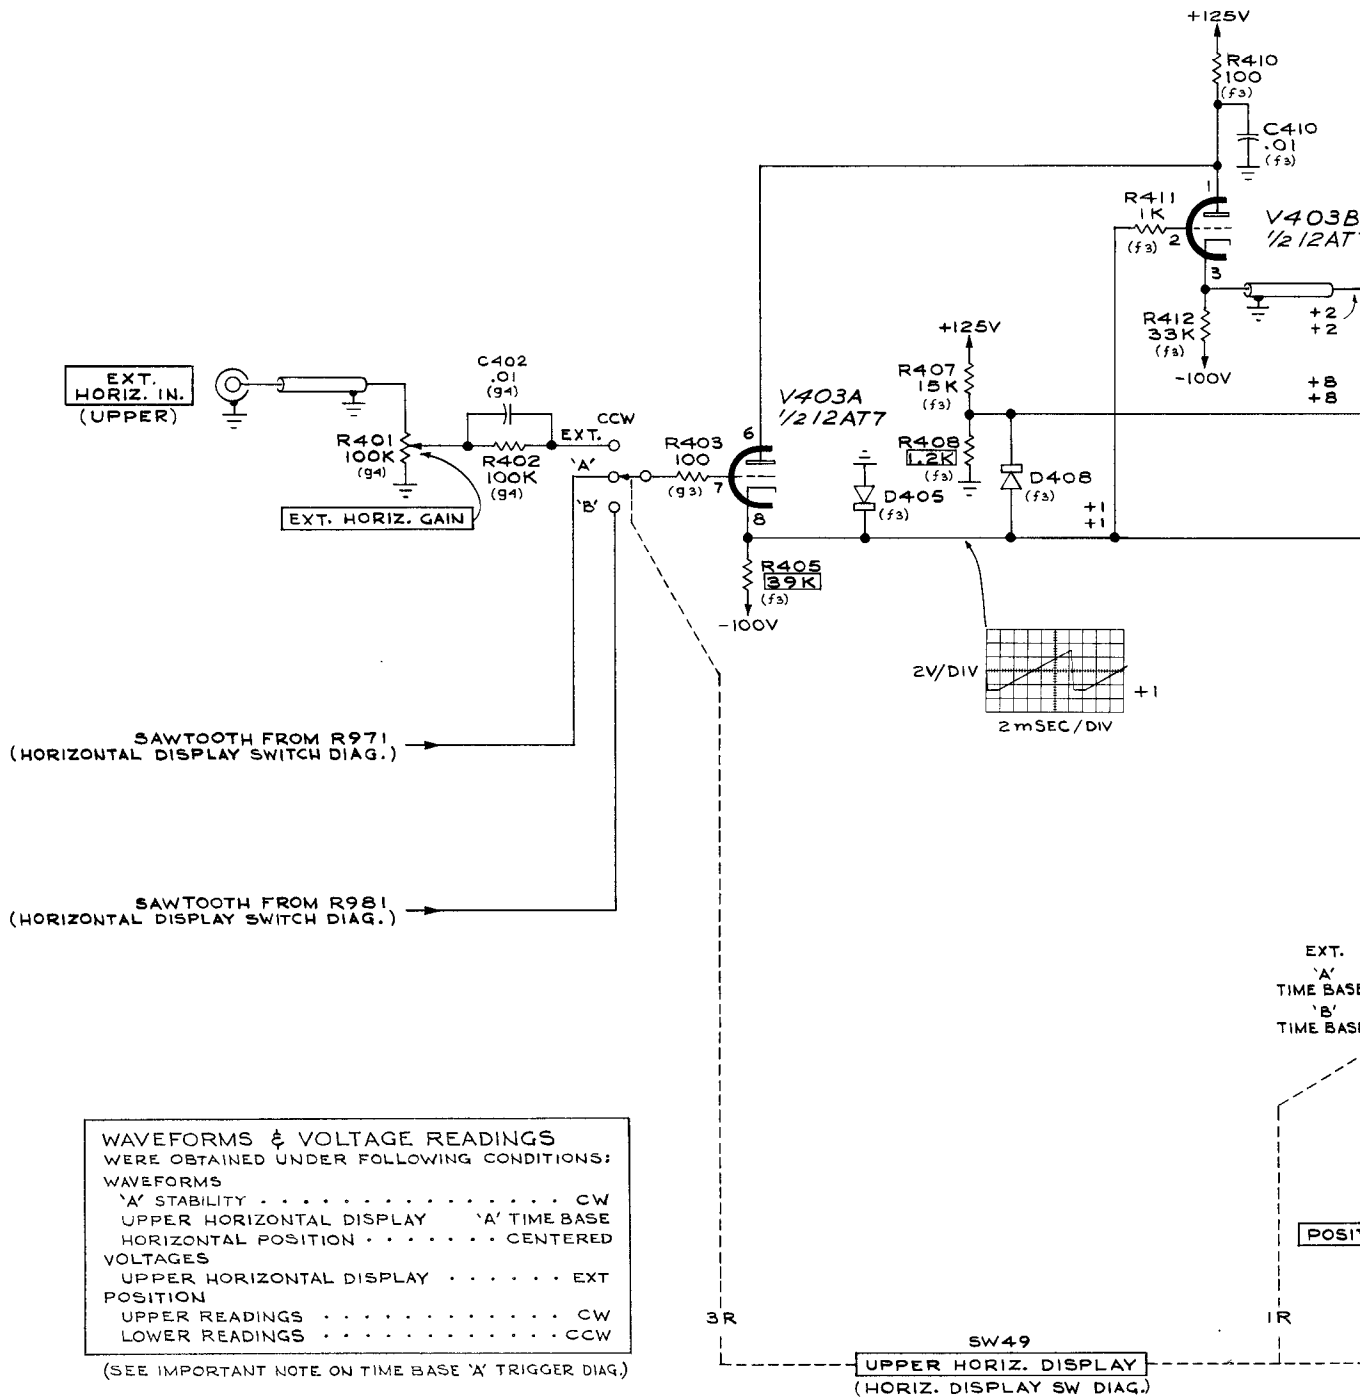 +125V
R410
100
(f3)
C410
.01
(f3)
R411
1K
(f3)
1
2
3
V403B
1/2 12AT
R412
33K
(f3)
-100V
+2
+2
+8
+8
EXT.
HORIZ. IN.
(UPPER)
R401
100K
(g4)
EXT. HORIZ. GAIN
C402
.01
(g4)
R402
100K
(g4)
CCW
EXT.
'A'
'B'
R403
100
(g3)
V403A
1/2 12AT7
6
7
8
R405
39K
(f3)
-100V
D405
(f3)
+125V
R407
15K
(f3)
R408
1.2K
(f3)
D408
(f3)
+1
+1
2V/DIV
+1
2mSEC/DIV
SAWTOOTH FROM R971
(HORIZONTAL DISPLAY SWITCH DIAG.)
SAWTOOTH FROM R981
(HORIZONTAL DISPLAY SWITCH DIAG.)
EXT.
'A'
TIME BASE
'B'
TIME BASE
POSIT
WAVEFORMS & VOLTAGE READINGS
WERE OBTAINED UNDER FOLLOWING CONDITIONS:
WAVEFORMS
'A' STABILITY . . . . . . . . . . . . . . . CW
UPPER HORIZONTAL DISPLAY 'A' TIME BASE
HORIZONTAL POSITION . . . . . . . CENTERED
VOLTAGES
UPPER HORIZONTAL DISPLAY . . . . . . EXT
POSITION
UPPER READINGS . . . . . . . . . . . . CW
LOWER READINGS . . . . . . . . . . . . CCW
(SEE IMPORTANT NOTE ON TIME BASE 'A' TRIGGER DIAG.)
3R
1R
SW49
UPPER HORIZ. DISPLAY
(HORIZ. DISPLAY SW DIAG.)